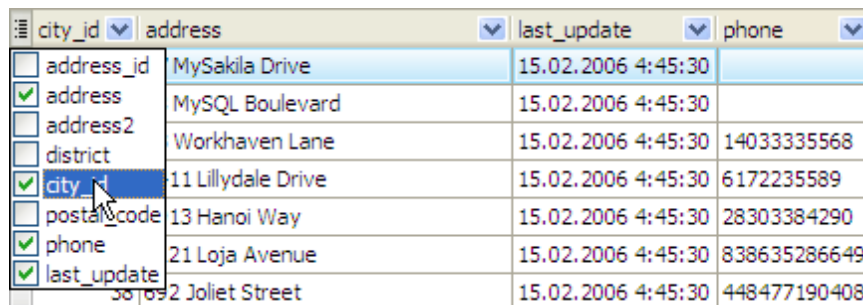 city_id address last_update phone
address_id MySakila Drive 15.02.2006 4:45:30
address MySQL Boulevard 15.02.2006 4:45:30
address2
district Workhaven Lane 15.02.2006 4:45:30 14033335568
city_id 11 Lillydale Drive 15.02.2006 4:45:30 6172235589
postal_code 13 Hanoi Way 15.02.2006 4:45:30 28303384290
phone 21 Loja Avenue 15.02.2006 4:45:30 838635286649
last_update
38 692 Joliet Street 15.02.2006 4:45:30 448477190408